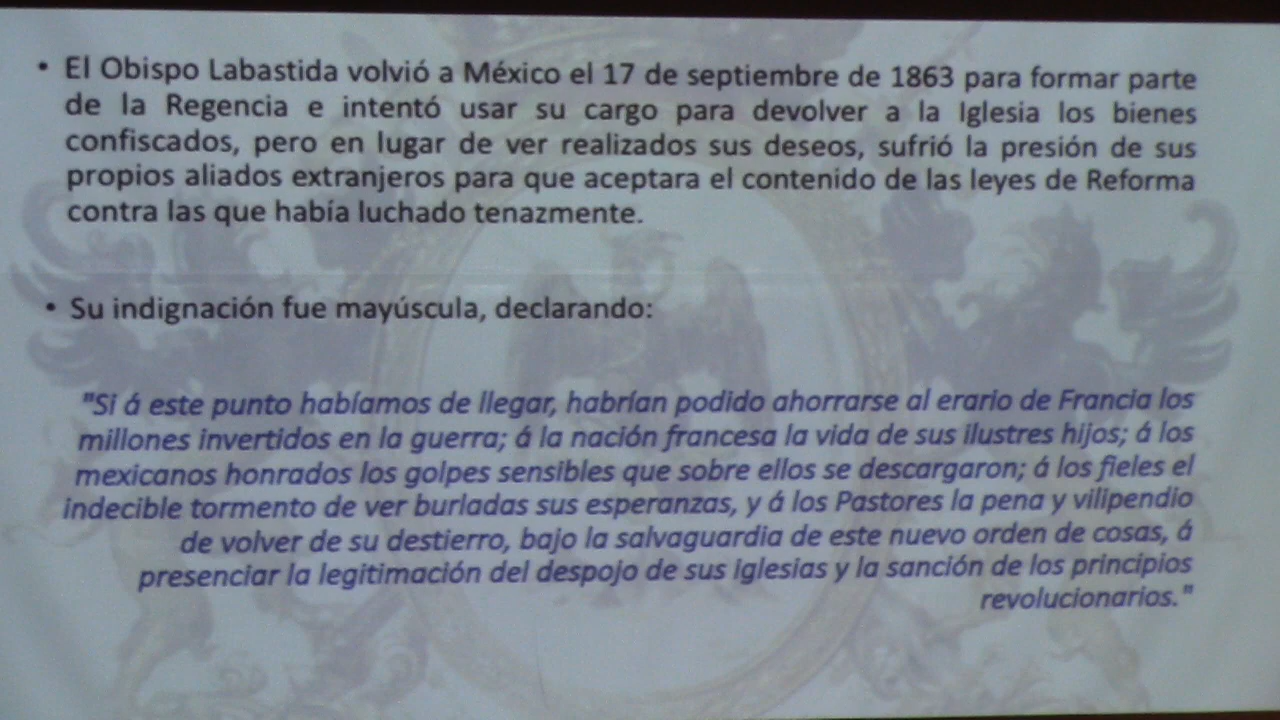 • El Obispo Labastida volvió a México el 17 de septiembre de 1863 para formar parte
de la Regencia e intentó usar su cargo para devolver a la Iglesia los bienes
confiscados, pero en lugar de ver realizados sus deseos, sufrió la presión de sus
propios aliados extranjeros para que aceptara el contenido de las leyes de Reforma
contra las que había luchado tenazmente.
• Su indignación fue mayúscula, declarando:
"Si á este punto habíamos de llegar, habrían podido ahorrarse al erario de Francia los
millones invertidos en la guerra; á la nación francesa la vida de sus ilustres hijos; á los
mexicanos honrados los golpes sensibles que sobre ellos se descargaron; á los fieles el
indecible tormento de ver burladas sus esperanzas, y á los Pastores la pena y vilipendio
de volver de su destierro, bajo la salvaguardia de este nuevo orden de cosas, á
presenciar la legitimación del despojo de sus iglesias y la sanción de los principios
revolucionarios."